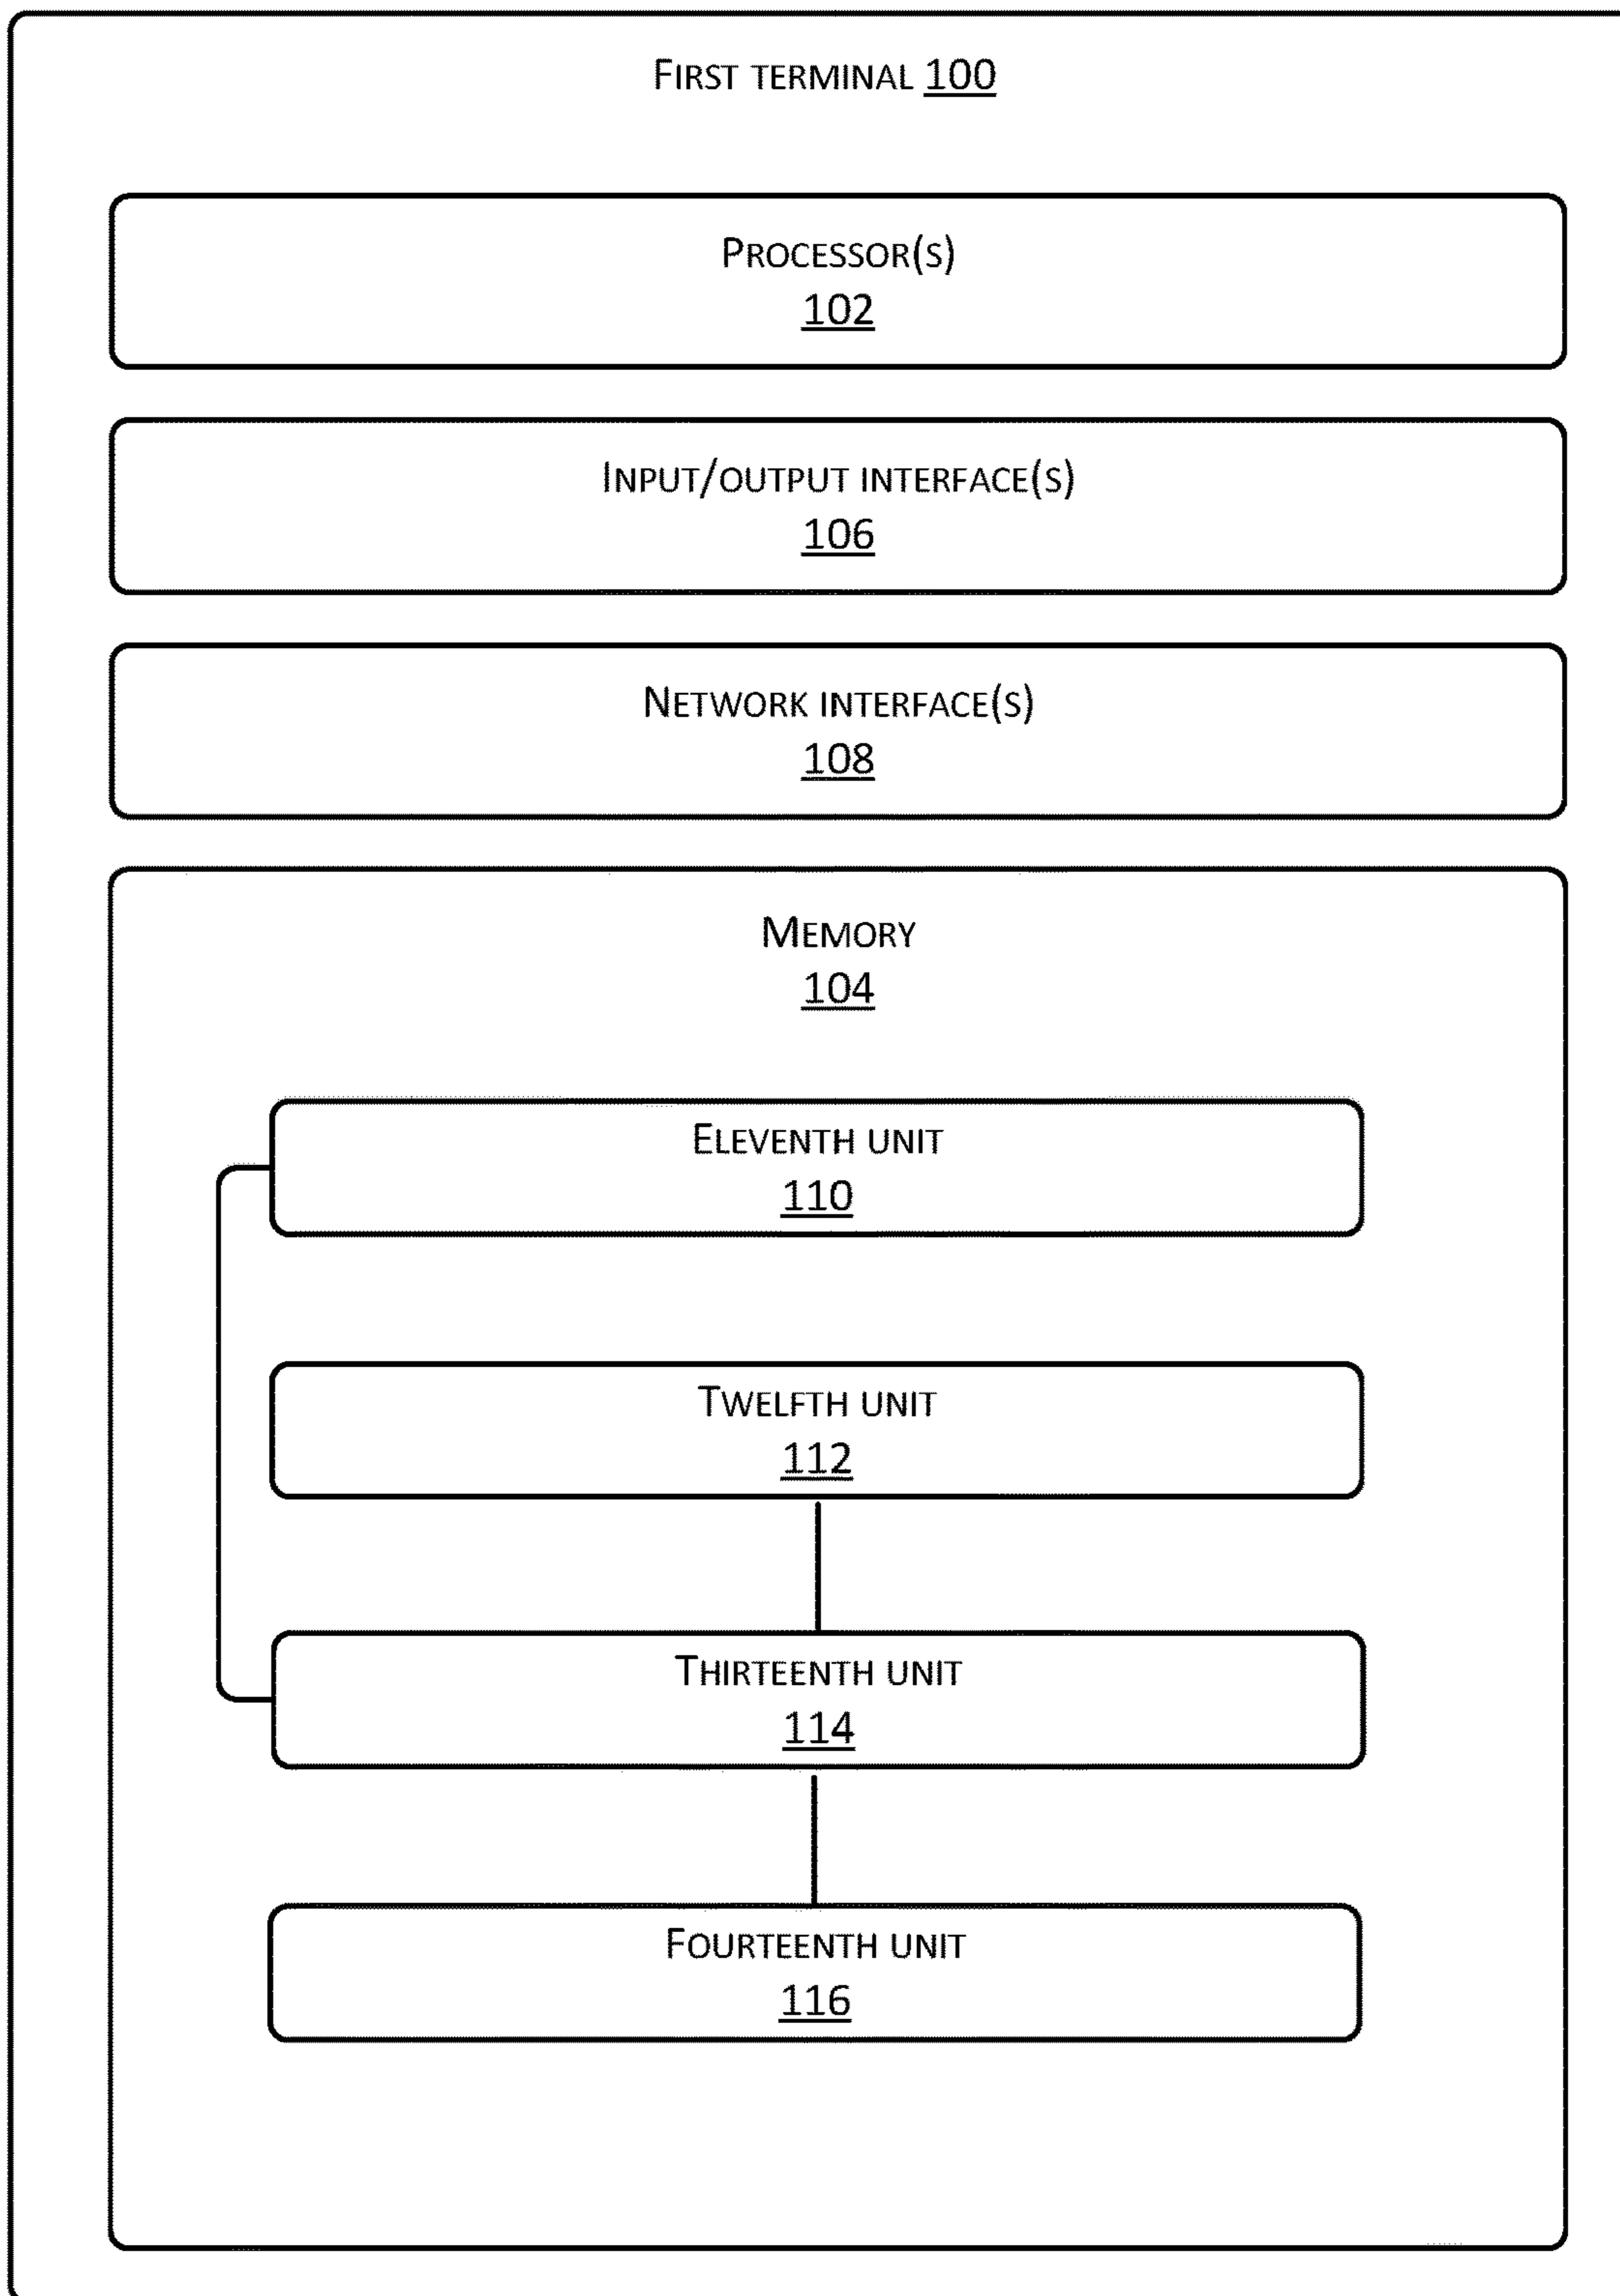 First terminal 100
Processor(s)
102
Input/output interface(s)
106
Network interface(s)
108
Memory
104
Eleventh unit
110
Twelfth unit
112
Thirteenth unit
114
Fourteenth unit
116